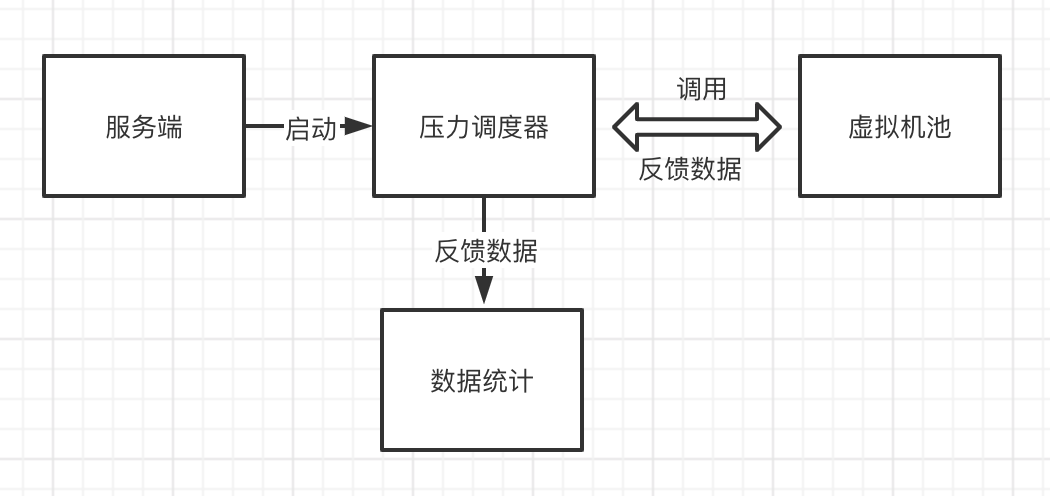 服务端
启动
压力调度器
调用
反馈数据
虚拟机池
反馈数据
数据统计